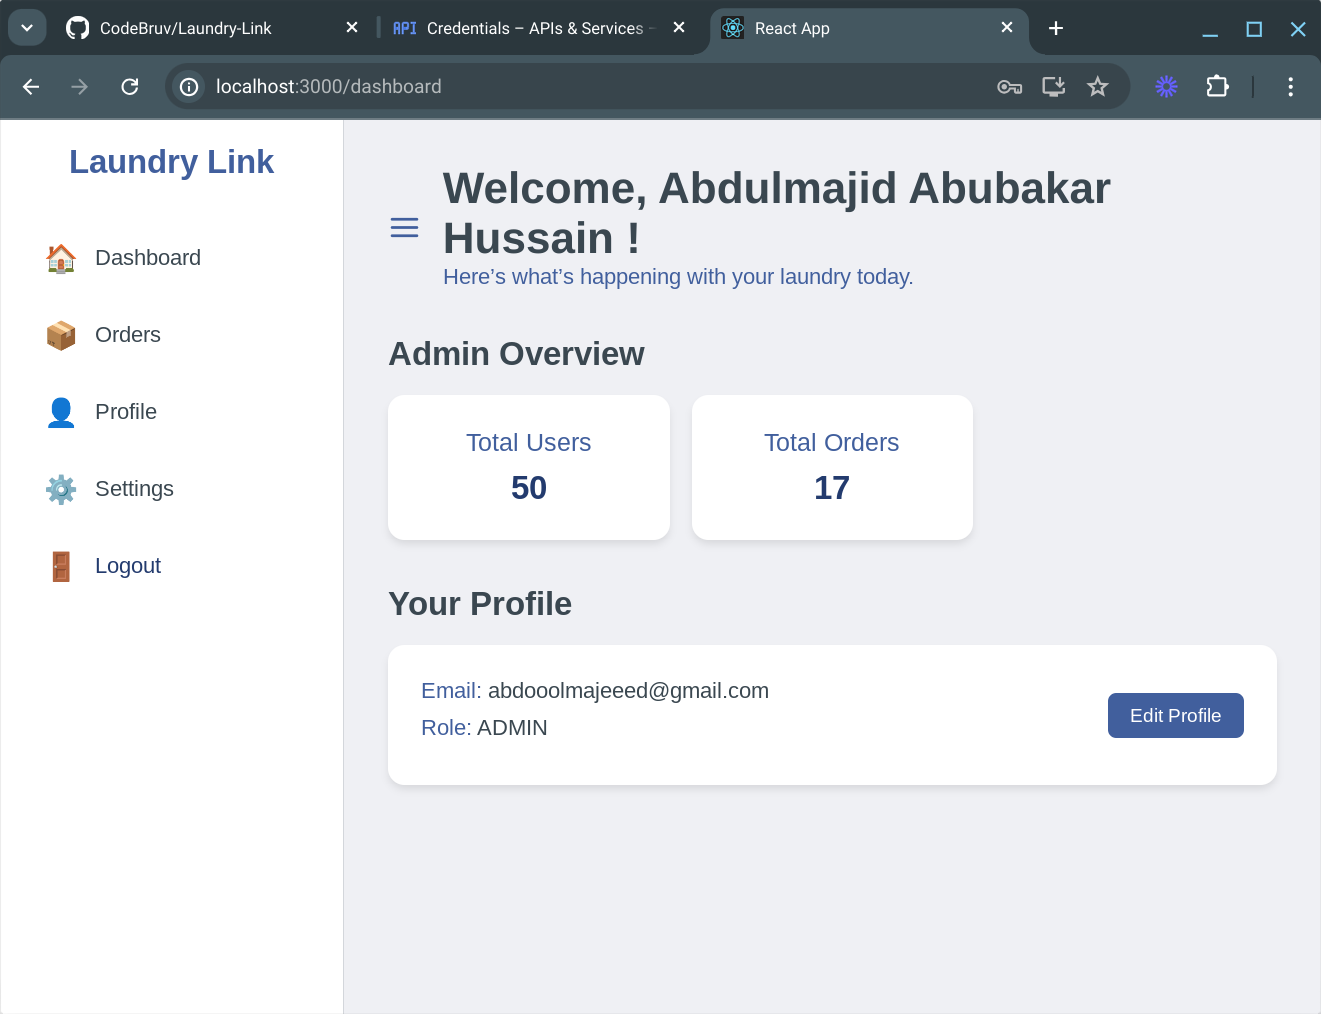 CodeBruv/Laundry-Link
API Credentials – APIs & Services –
React App
localhost:3000/dashboard
Laundry Link
Dashboard
Orders
Profile
Settings
Logout
Welcome, Abdulmajid Abubakar
Hussain !
Here’s what’s happening with your laundry today.
Admin Overview
Total Users
50
Total Orders
17
Your Profile
Email: abdooolmajeeed@gmail.com
Role: ADMIN
Edit Profile